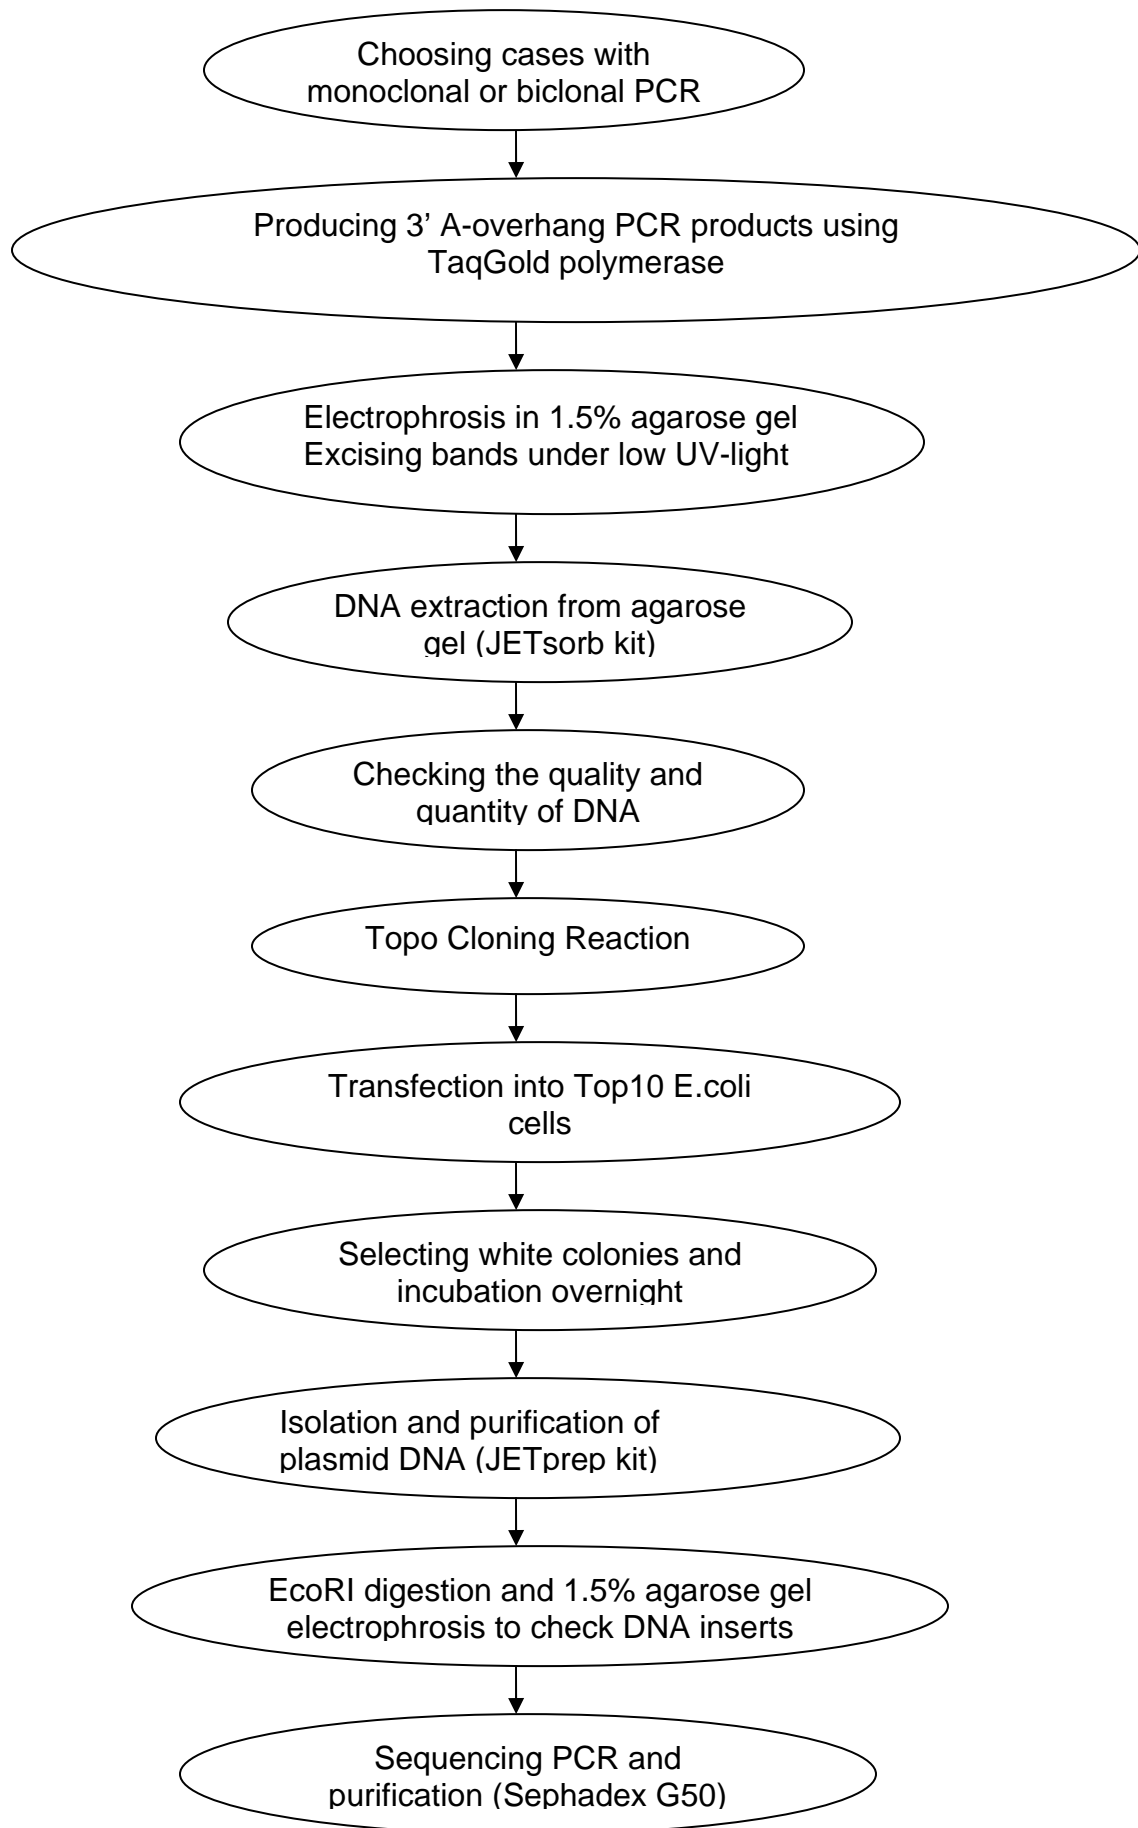 Choosing cases with
monoclonal or biclonal PCR
Producing 3’ A-overhang PCR products using
TaqGold polymerase
Electrophrosis in 1.5% agarose gel
Excising bands under low UV-light
DNA extraction from agarose
gel (JETsorb kit)
Checking the quality and
quantity of DNA
Topo Cloning Reaction
Transfection into Top10 E.coli
cells
Selecting white colonies and
incubation overnight
Isolation and purification of
plasmid DNA (JETprep kit)
EcoRI digestion and 1.5% agarose gel
electrophrosis to check DNA inserts
Sequencing PCR and
purification (Sephadex G50)